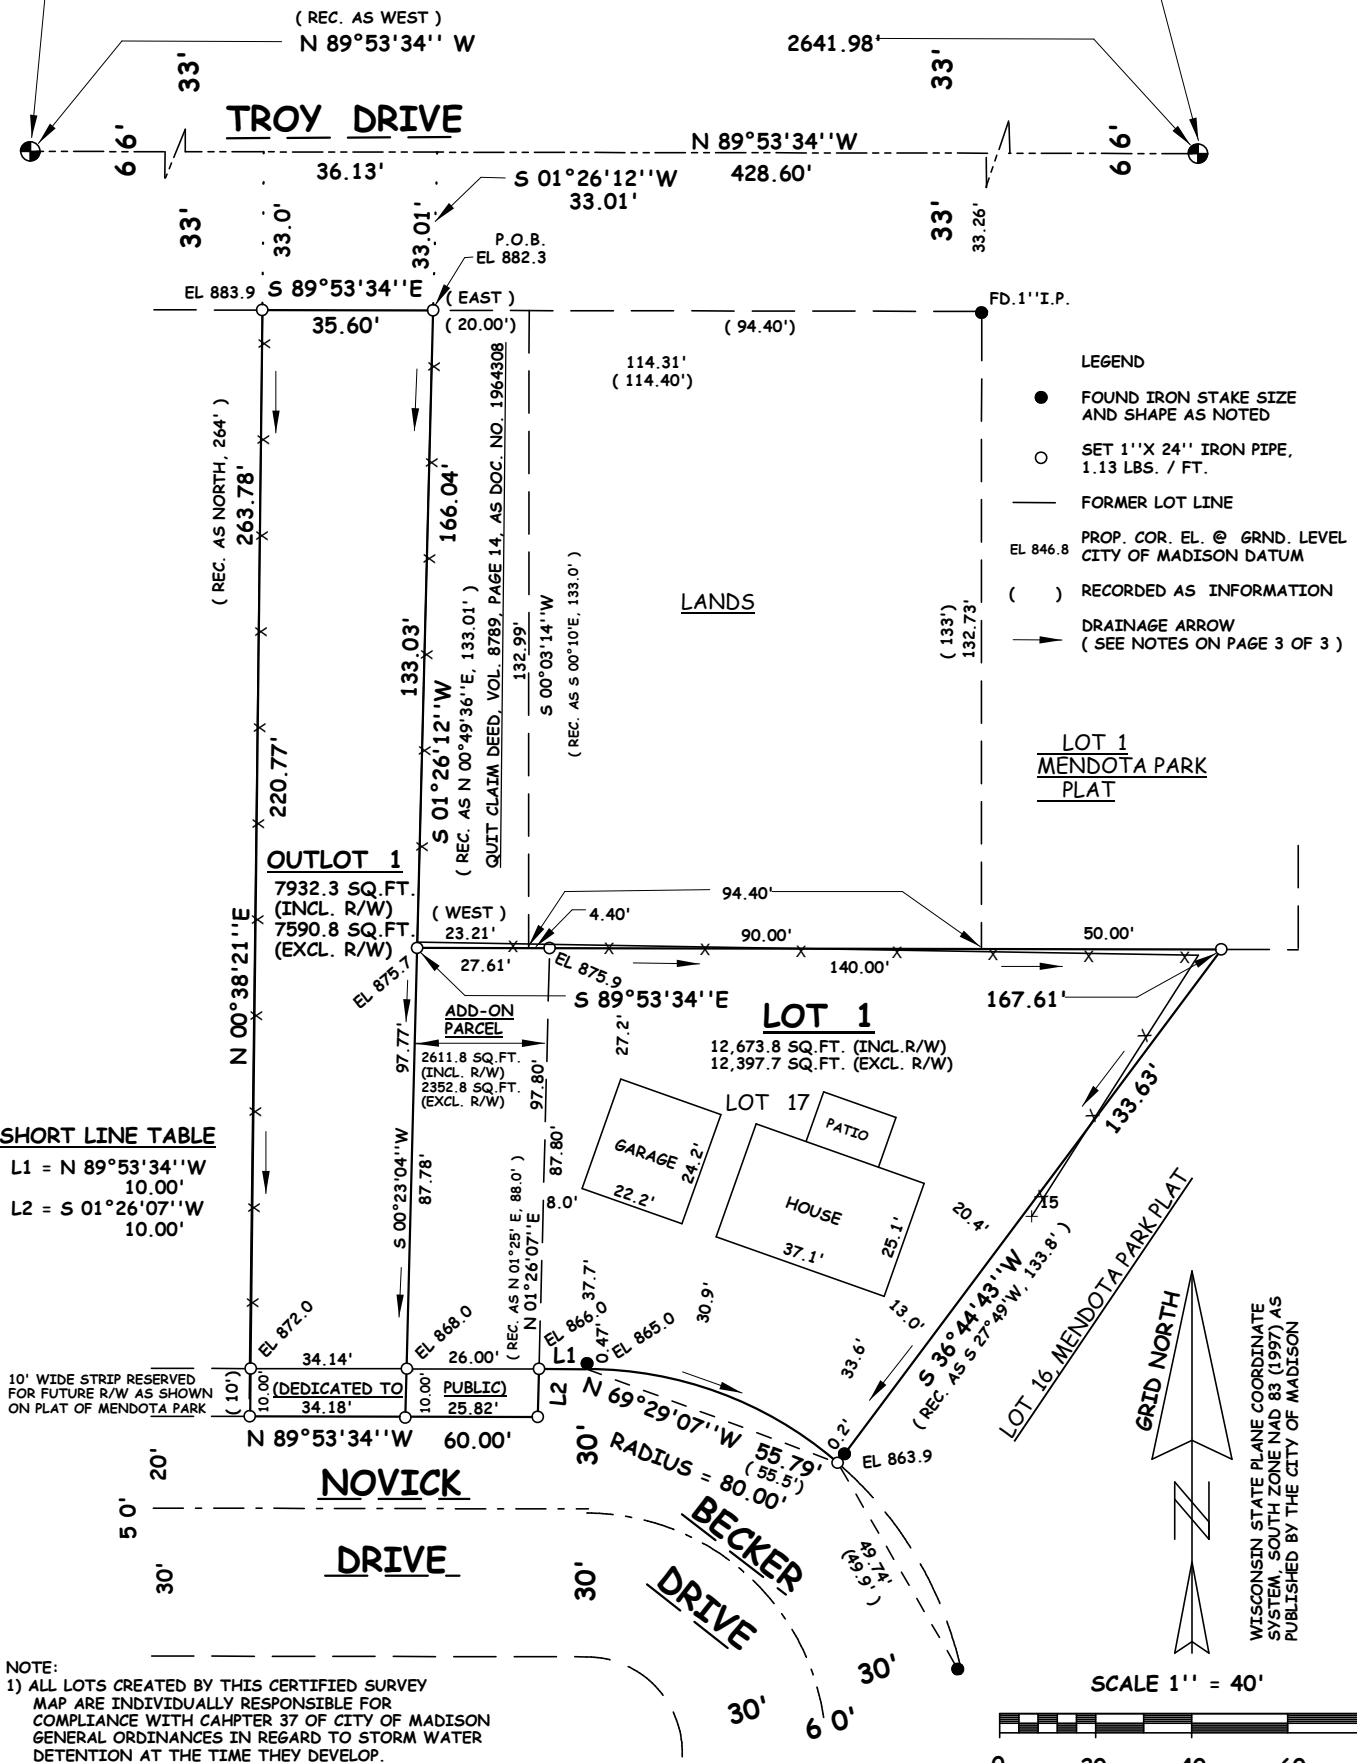 ( REC. AS WEST )
N 89°53'34'' W
2641.98'
33'
33'
TROY DRIVE
66'
66'
N 89°53'34''W
36.13'
428.60'
S 01°26'12''W
33.01'
33'
33.0'
33.01'
33'
33.26'
P.O.B.
EL 882.3
EL 883.9
S 89°53'34''E
( EAST )
FD.1''I.P.
35.60'
( 20.00')
( 94.40')
114.31'
( 114.40')
LEGEND
FOUND IRON STAKE SIZE
AND SHAPE AS NOTED
SET 1''X 24'' IRON PIPE,
1.13 LBS. / FT.
FORMER LOT LINE
EL 846.8
PROP. COR. EL. @ GRND. LEVEL
CITY OF MADISON DATUM
( )
RECORDED AS INFORMATION
DRAINAGE ARROW
( SEE NOTES ON PAGE 3 OF 3 )
( REC. AS NORTH, 264' )
263.78'
166.04'
133.03'
S 01°26'12''W
( REC. AS N 00°49'36''E, 133.01' )
QUIT CLAIM DEED, VOL. 8789, PAGE 14, AS DOC. NO. 1964308
132.99'
S 00°03'14''W
( REC. AS S 00°10'E, 133.0' )
LANDS
( 133')
132.73'
LOT 1
MENDOTA PARK
PLAT
220.77'
N 00°38'21''E
OUTLOT 1
7932.3 SQ.FT.
(INCL. R/W)
7590.8 SQ.FT.
(EXCL. R/W)
( WEST )
23.21'
27.61'
94.40'
4.40'
90.00'
50.00'
140.00'
EL 875.7
EL 875.9
S 89°53'34''E
167.61'
ADD-ON
PARCEL
2611.8 SQ.FT.
(INCL. R/W)
2352.8 SQ.FT.
(EXCL. R/W)
97.77'
97.80'
27.2'
LOT 1
12,673.8 SQ.FT. (INCL.R/W)
12,397.7 SQ.FT. (EXCL. R/W)
LOT 17
PATIO
GARAGE
24.2'
22.2'
HOUSE
25.1'
37.1'
133.63'
SHORT LINE TABLE
L1 = N 89°53'34''W
10.00'
L2 = S 01°26'07''W
10.00'
S 00°23'04''W
87.78'
87.80'
( REC. AS N 01°25' E, 88.0' )
N 01°26'07''E
8.0'
37.7'
0.47'
30.9'
20.4'
13.0'
33.6'
0.2'
S 36°44'43''W
( REC. AS S 27°49'W, 133.8' )
LOT 16, MENDOTA PARK PLAT
EL 872.0
EL 868.0
EL 866.0
EL 865.0
EL 863.9
34.14'
26.00'
L1
L2
10' WIDE STRIP RESERVED
FOR FUTURE R/W AS SHOWN
ON PLAT OF MENDOTA PARK
( 10')
10.00'
(DEDICATED TO
10.00'
PUBLIC)
34.18'
25.82'
N 89°53'34''W
60.00'
N 69°29'07''W
55.79'
( 55.5')
RADIUS = 80.00'
20'
50'
30'
30'
30'
NOVICK
DRIVE
BECKER
DRIVE
49.74'
(49.9' )
30'
30'
60'
GRID NORTH
N
WISCONSIN STATE PLANE COORDINATE
SYSTEM, SOUTH ZONE NAD 83 (1997) AS
PUBLISHED BY THE CITY OF MADISON
SCALE 1'' = 40'
NOTE:
1) ALL LOTS CREATED BY THIS CERTIFIED SURVEY
MAP ARE INDIVIDUALLY RESPONSIBLE FOR
COMPLIANCE WITH CAHPTER 37 OF CITY OF MADISON
GENERAL ORDINANCES IN REGARD TO STORM WATER
DETENTION AT THE TIME THEY DEVELOP.